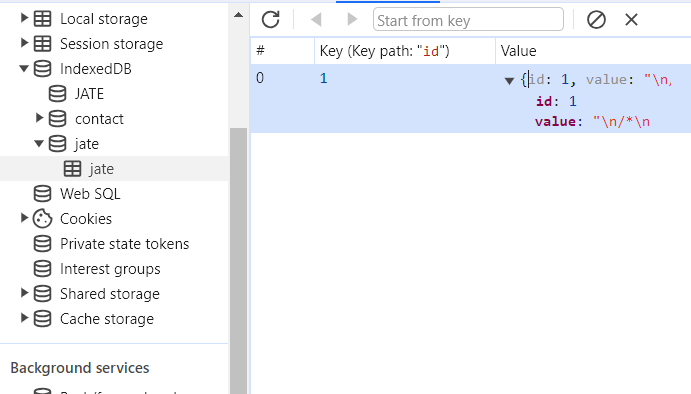 Local storage
Session storage
IndexedDB
JATE
contact
jate
jate
Web SQL
Cookies
Private state tokens
Interest groups
Shared storage
Cache storage
Background services
Start from key
# Key (Key path: "id") Value
0 1 {id: 1, value: "\n/
id: 1
value: "\n/*\n